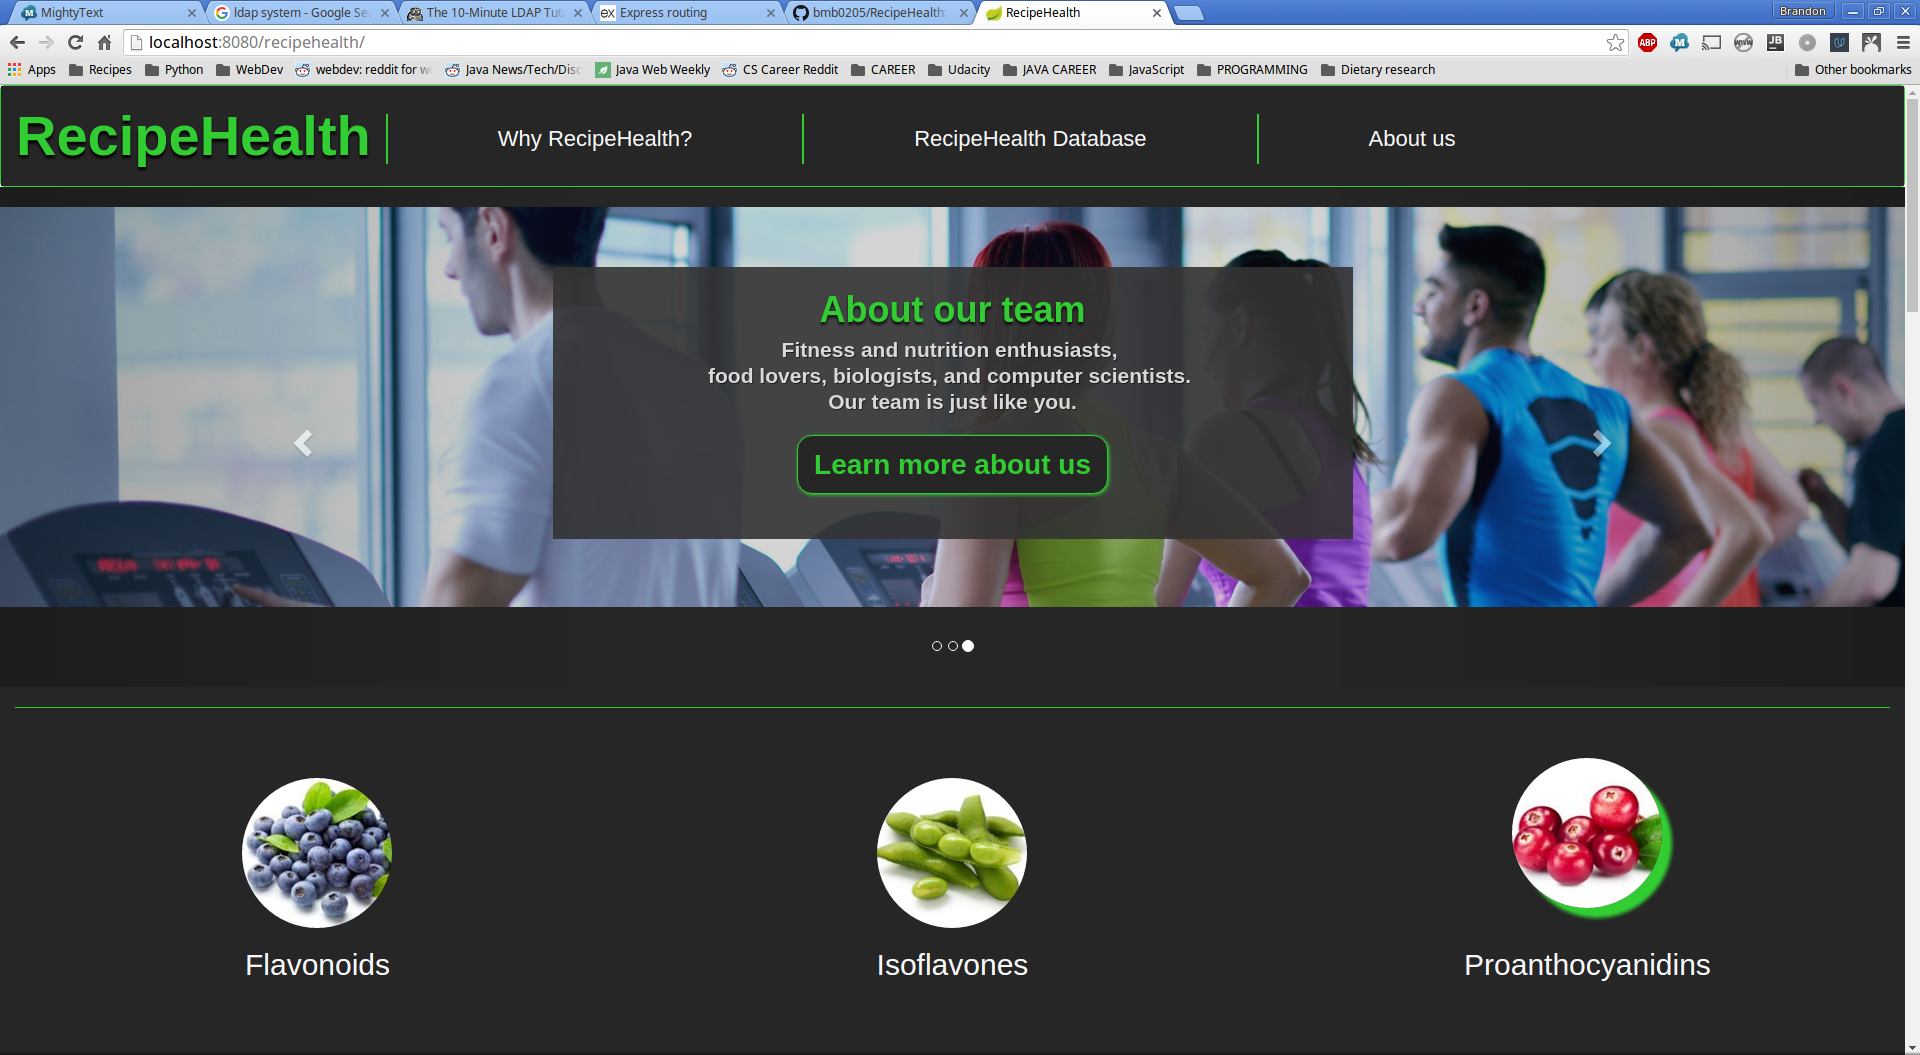 MightyText
ldap system - Google Se
The 10-Minute LDAP Tut
ex Express routing
bmb0205/RecipeHealth:
RecipeHealth
Brandon
localhost:8080/recipehealth/
ABP
JB
Apps
Recipes
Python
WebDev
webdev: reddit for w
Java News/Tech/Disc
Java Web Weekly
CS Career Reddit
CAREER
Udacity
JAVA CAREER
JavaScript
PROGRAMMING
Dietary research
Other bookmarks
RecipeHealth
Why RecipeHealth?
RecipeHealth Database
About us
About our team
Fitness and nutrition enthusiasts,
food lovers, biologists, and computer scientists.
Our team is just like you.
Learn more about us
Flavonoids
Isoflavones
Proanthocyanidins